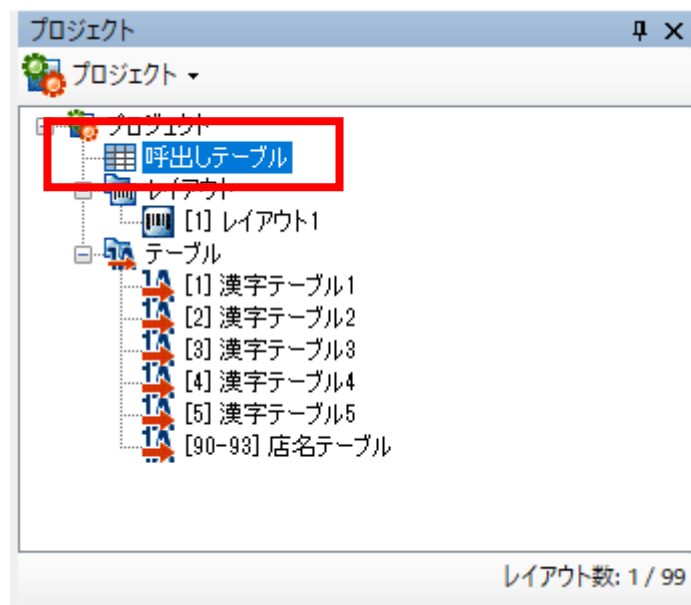 プロジェクト
プロジェクト
プロジェクト
呼出しテーブル
レイアウト
[1] レイアウト1
テーブル
[1] 漢字テーブル1
[2] 漢字テーブル2
[3] 漢字テーブル3
[4] 漢字テーブル4
[5] 漢字テーブル5
[90-93] 店名テーブル
レイアウト数: 1 / 99